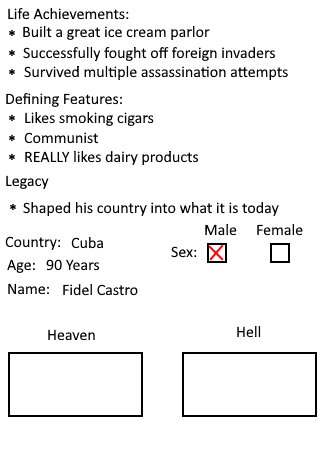 Life Achievements:
* Built a great ice cream parlor
* Successfully fought off foreign invaders
* Survived multiple assassination attempts
Defining Features:
* Likes smoking cigars
* Communist
* REALLY likes dairy products
Legacy
* Shaped his country into what it is today
Male Female
Country: Cuba
Sex:
Age: 90 Years
Name: Fidel Castro
Heaven Hell